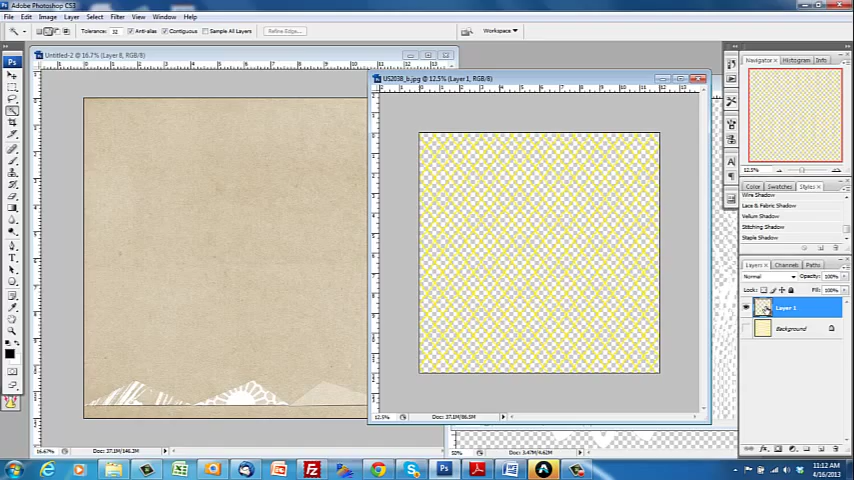 Adobe Photoshop CS3
File Edit Image Layer Select Filter View Window Help
Tolerance: 32 Anti-alias Contiguous Sample All Layers Refine Edge... Workspace
Untitled-2 @ 16.7% (Layer 8, RGB/8)
US2038_b.jpg @ 12.5% (Layer 1, RGB/8)
Navigator Histogram Info
12.5%
Color Swatches Styles
Wire Shadow
Lace & Fabric Shadow
Vellum Shadow
Stitching Shadow
Staple Shadow
Layers Channels Paths
Normal Opacity: 100%
Lock: Fill: 100%
Layer 1
Background
12.5% Doc: 37.1M/86.5M
16.67% Doc: 37.1M/146.2M
50% Doc: 3.47M/4.62M
11:12 AM
4/16/2013